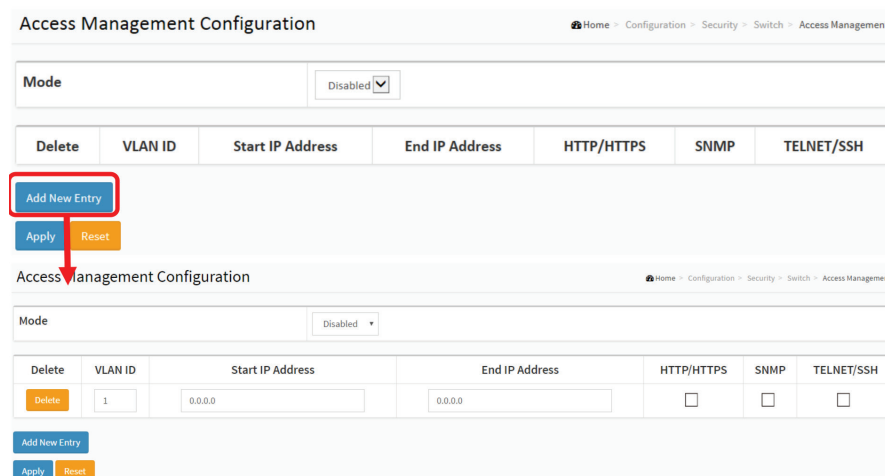 Access Management Configuration
Home > Configuration > Security > Switch > Access Managemen
Mode Disabled
Delete VLAN ID Start IP Address End IP Address HTTP/HTTPS SNMP TELNET/SSH
Add New Entry
Apply Reset
Access Management Configuration
Home > Configuration > Security > Switch > Access Manageme
Mode Disabled
Delete VLAN ID Start IP Address End IP Address HTTP/HTTPS SNMP TELNET/SSH
Delete 1 0.0.0.0 0.0.0.0
Add New Entry
Apply Reset